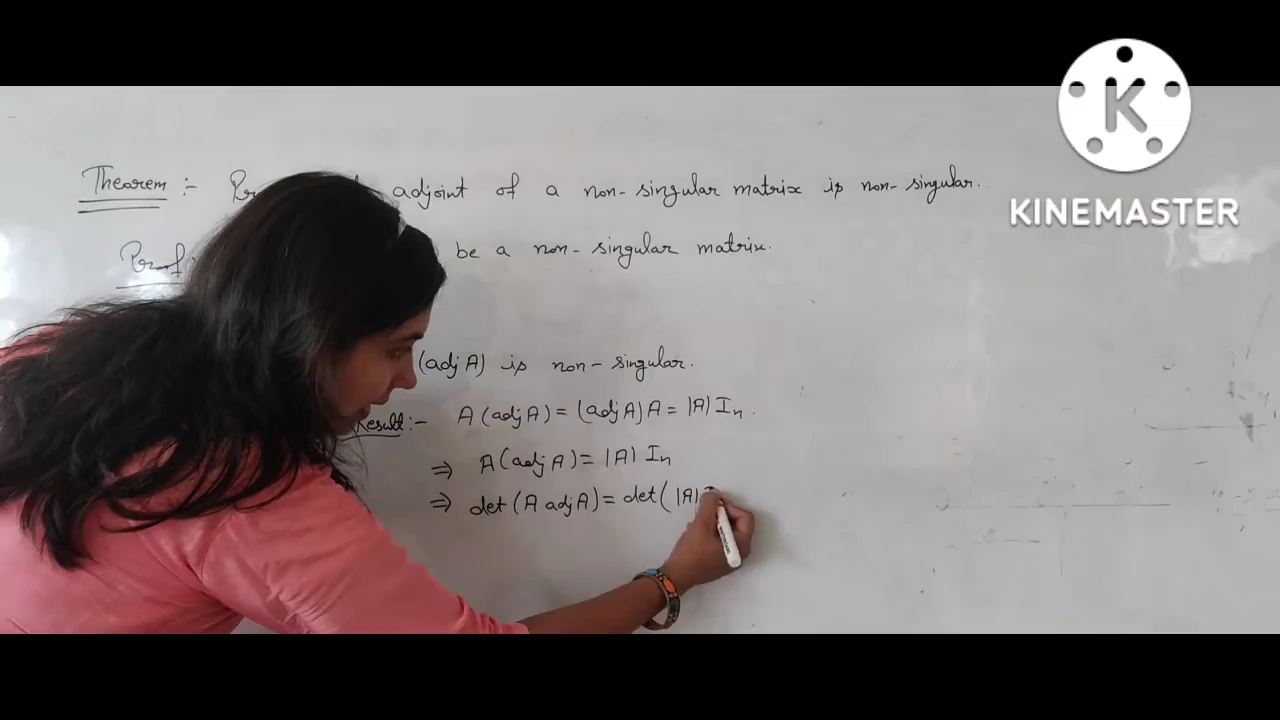 Theorem :- adjoint of a non-singular matrix is non-singular.
Proof be a non-singular matrix.
(adj A) is non-singular.
Result :- A (adj A) = (adj A) A = |A| In.
⇒ A (adj A) = |A| In
⇒ det (A adj A) = det ( |A|
K
KINEMASTER